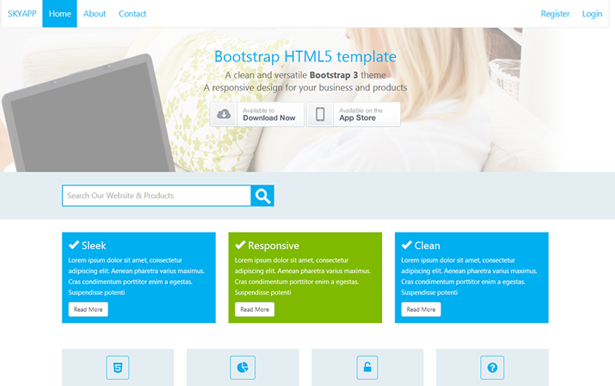 SKYAPP Home About Contact Register Login
Bootstrap HTML5 template
A clean and versatile Bootstrap 3 theme
A responsive design for your business and products
Available to
Download Now
Available on the
App Store
Search Our Website & Products
Sleek
Lorem ipsum dolor sit amet, consectetur
adipiscing elit. Aenean pharetra varius maximus.
Cras condimentum porttitor enim a egestas.
Suspendisse potenti
Read More
Responsive
Lorem ipsum dolor sit amet, consectetur
adipiscing elit. Aenean pharetra varius maximus.
Cras condimentum porttitor enim a egestas.
Suspendisse potenti
Read More
Clean
Lorem ipsum dolor sit amet, consectetur
adipiscing elit. Aenean pharetra varius maximus.
Cras condimentum porttitor enim a egestas.
Suspendisse potenti
Read More